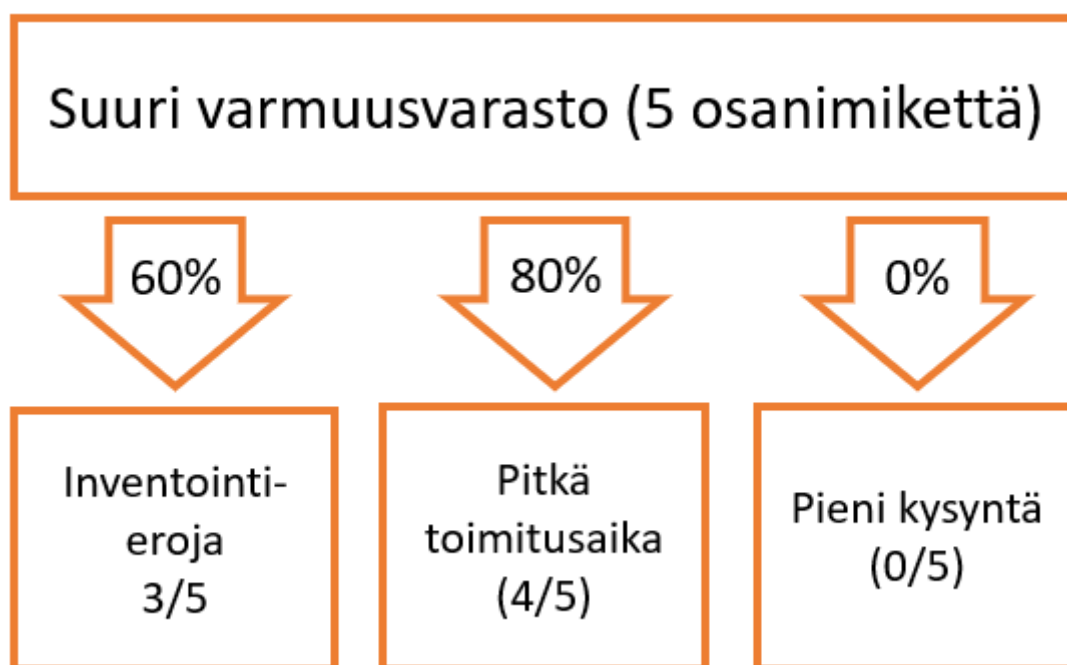 Suuri varmuusvarasto (5 osanimikettä)
60%
80%
0%
Inventointi-
eroja
3/5
Pitkä
toimitusaika
(4/5)
Pieni kysyntä
(0/5)